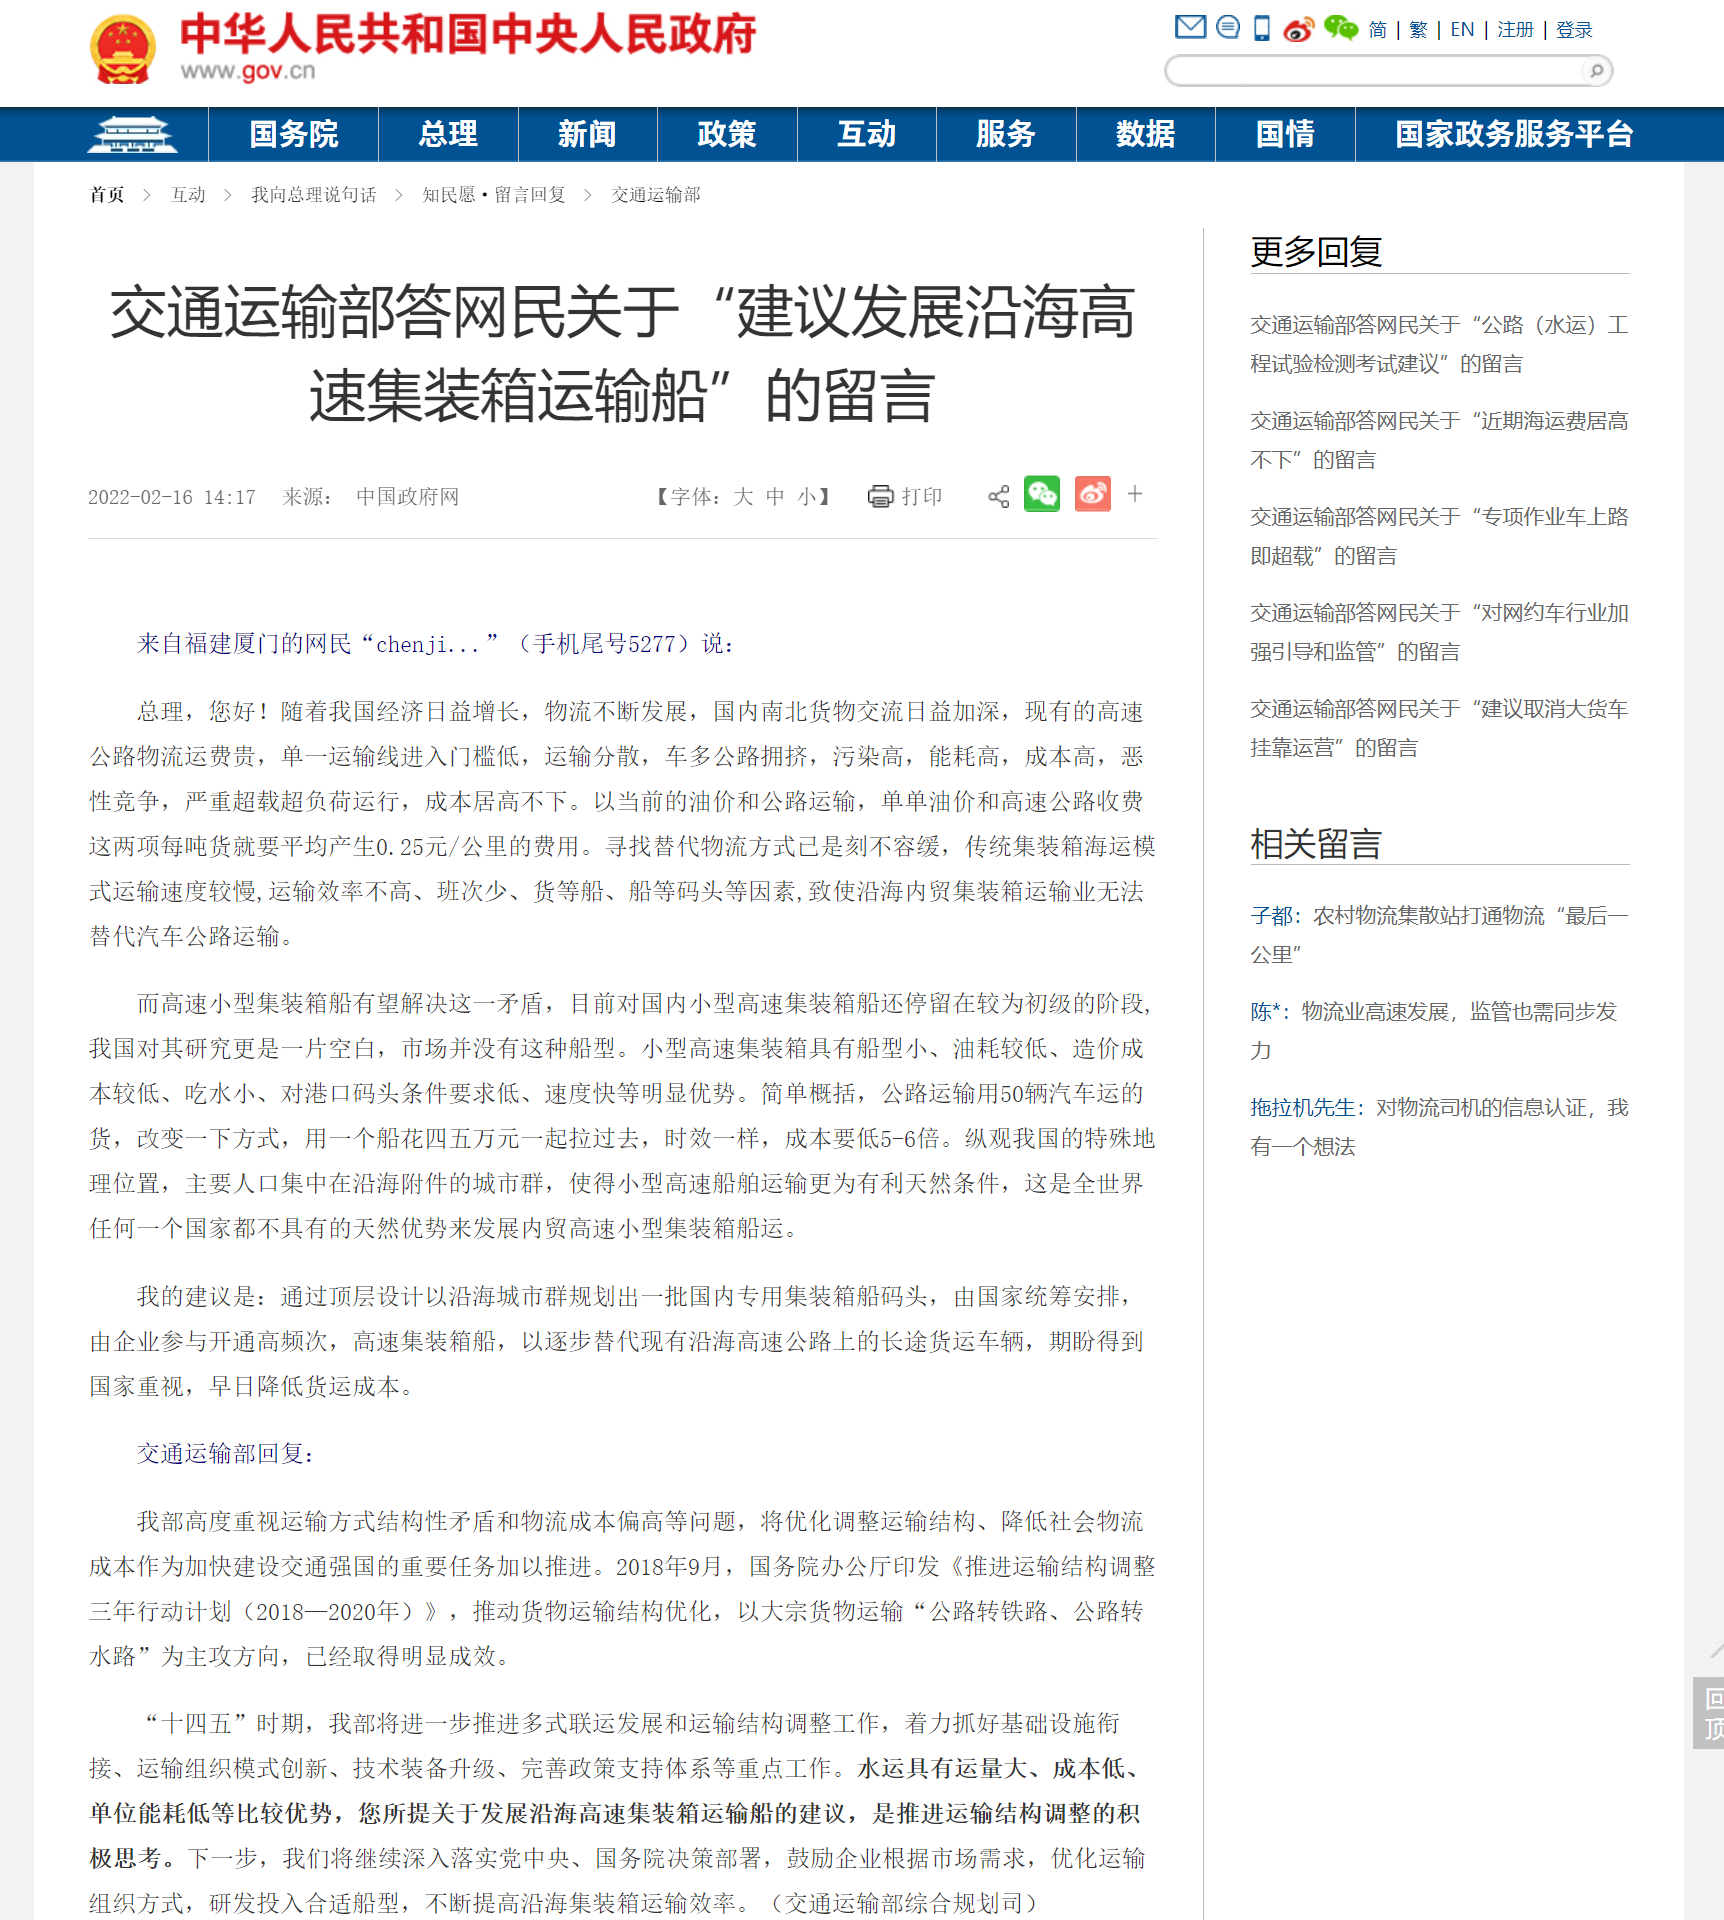 中华人民共和国中央人民政府
www.gov.cn
简 | 繁 | EN | 注册 | 登录
国务院 总理 新闻 政策 互动 服务 数据 国情 国家政务服务平台
首页 > 互动 > 我向总理说句话 > 知民愿·留言回复 > 交通运输部
交通运输部答网民关于“建议发展沿海高
速集装箱运输船”的留言
2022-02-16 14:17 来源： 中国政府网 【字体：大 中 小】 打印 +
来自福建厦门的网民“chenji...”（手机尾号5277）说：
总理，您好！随着我国经济日益增长，物流不断发展，国内南北货物交流日益加深，现有的高速
公路物流运费贵，单一运输线进入门槛低，运输分散，车多公路拥挤，污染高，能耗高，成本高，恶
性竞争，严重超载超负荷运行，成本居高不下。以当前的油价和公路运输，单单油价和高速公路收费
这两项每吨货就要平均产生0.25元/公里的费用。寻找替代物流方式已是刻不容缓，传统集装箱海运模
式运输速度较慢,运输效率不高、班次少、货等船、船等码头等因素,致使沿海内贸集装箱运输业无法
替代汽车公路运输。
而高速小型集装箱船有望解决这一矛盾，目前对国内小型高速集装箱船还停留在较为初级的阶段,
我国对其研究更是一片空白，市场并没有这种船型。小型高速集装箱具有船型小、油耗较低、造价成
本较低、吃水小、对港口码头条件要求低、速度快等明显优势。简单概括，公路运输用50辆汽车运的
货，改变一下方式，用一个船花四五万元一起拉过去，时效一样，成本要低5-6倍。纵观我国的特殊地
理位置，主要人口集中在沿海附件的城市群，使得小型高速船舶运输更为有利天然条件，这是全世界
任何一个国家都不具有的天然优势来发展内贸高速小型集装箱船运。
我的建议是：通过顶层设计以沿海城市群规划出一批国内专用集装箱船码头，由国家统筹安排，
由企业参与开通高频次，高速集装箱船，以逐步替代现有沿海高速公路上的长途货运车辆，期盼得到
国家重视，早日降低货运成本。
交通运输部回复：
我部高度重视运输方式结构性矛盾和物流成本偏高等问题，将优化调整运输结构、降低社会物流
成本作为加快建设交通强国的重要任务加以推进。2018年9月，国务院办公厅印发《推进运输结构调整
三年行动计划（2018—2020年）》，推动货物运输结构优化，以大宗货物运输“公路转铁路、公路转
水路”为主攻方向，已经取得明显成效。
“十四五”时期，我部将进一步推进多式联运发展和运输结构调整工作，着力抓好基础设施衔
接、运输组织模式创新、技术装备升级、完善政策支持体系等重点工作。水运具有运量大、成本低、
单位能耗低等比较优势，您所提关于发展沿海高速集装箱运输船的建议，是推进运输结构调整的积
极思考。下一步，我们将继续深入落实党中央、国务院决策部署，鼓励企业根据市场需求，优化运输
组织方式，研发投入合适船型，不断提高沿海集装箱运输效率。（交通运输部综合规划司）
更多回复
交通运输部答网民关于“公路（水运）工
程试验检测考试建议”的留言
交通运输部答网民关于“近期海运费居高
不下”的留言
交通运输部答网民关于“专项作业车上路
即超载”的留言
交通运输部答网民关于“对网约车行业加
强引导和监管”的留言
交通运输部答网民关于“建议取消大货车
挂靠运营”的留言
相关留言
子都：农村物流集散站打通物流“最后一
公里”
陈*：物流业高速发展，监管也需同步发
力
拖拉机先生：对物流司机的信息认证，我
有一个想法
回
顶